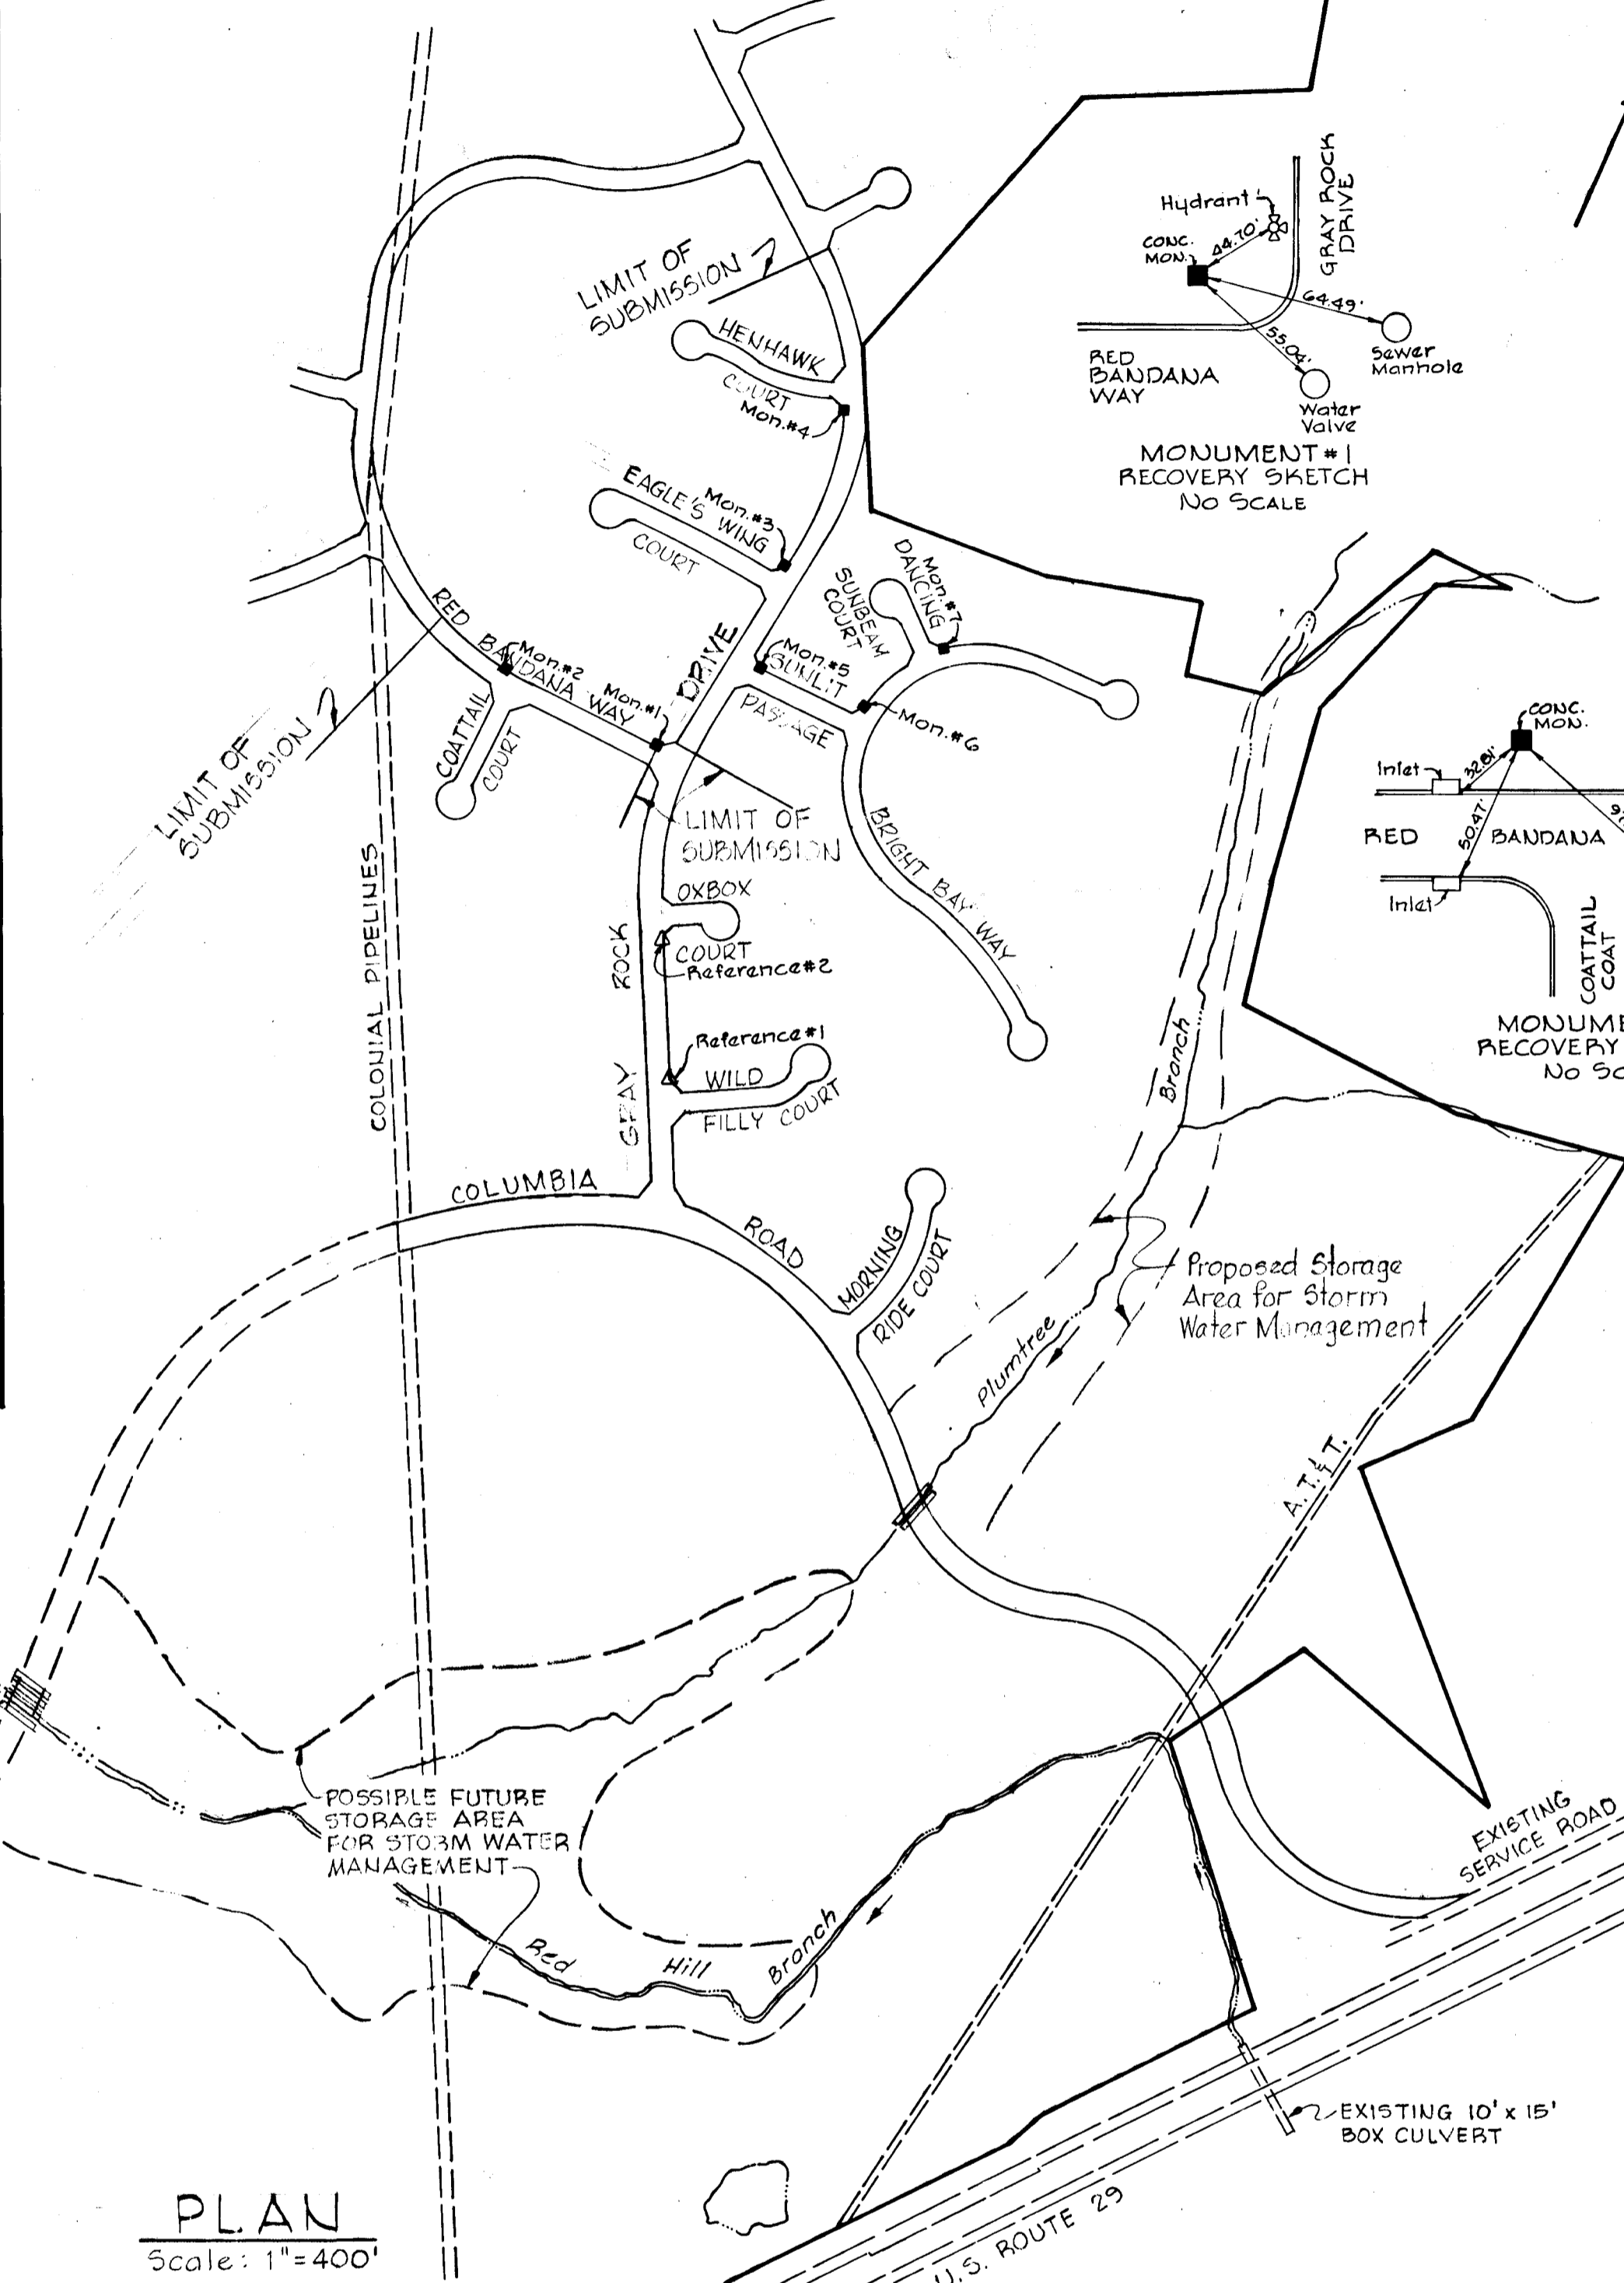 LIMIT OF
SUBMISSION
HENHAWK
COURT
Mon.#4
EAGLE'S WING
Mon.#3
COURT
DANCING
Mon.#7
SUNBEAM
COURT
RED BANDANA WAY
Mon.#2
Mon.#1
DRIVE
Mon.#5
SUNLIT
PASSAGE
Mon.#6
COATTAIL
COURT
LIMIT OF
SUBMISSION
LIMIT OF
SUBMISSION
BRIGHT BAY WAY
COLONIAL PIPELINES
OXBOX
COURT
Reference#2
GRAY ROCK
Reference#1
WILD
FILLY COURT
COLUMBIA
ROAD
MORNING
RIDE COURT
Branch
Plumtree
Proposed Storage
Area for Storm
Water Management
A.T.&T.
POSSIBLE FUTURE
STORAGE AREA
FOR STORM WATER
MANAGEMENT
Red Hill Branch
EXISTING
SERVICE ROAD
EXISTING 10' x 15'
BOX CULVERT
U.S. ROUTE 29
PLAN
Scale: 1"=400'
Hydrant
GRAY ROCK
DRIVE
CONC.
MON.
44.70'
64.49'
55.04'
RED
BANDANA
WAY
Sewer
Manhole
Water
Valve
MONUMENT #1
RECOVERY SKETCH
NO SCALE
CONC.
MON.
Inlet
32.81'
50.47'
RED BANDANA
Inlet
COATTAIL
COAT
RECOVERY